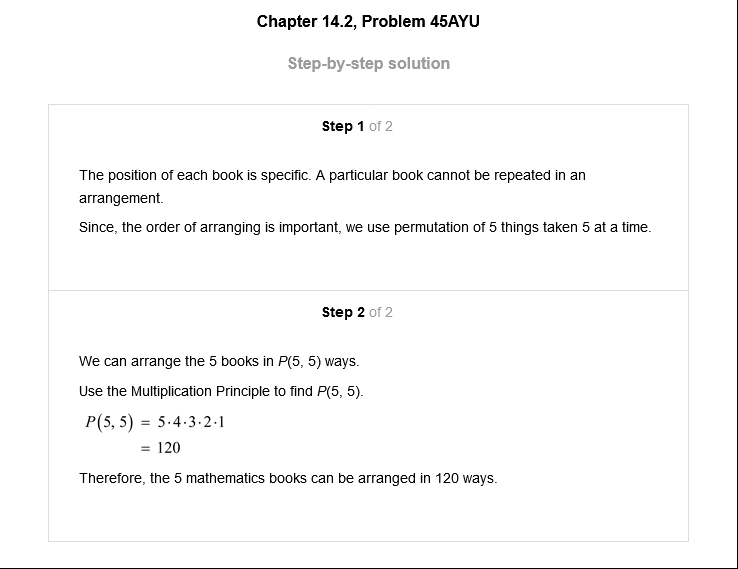 Chapter 14.2, Problem 45AYU
Step-by-step solution
Step 1 of 2
The position of each book is specific. A particular book cannot be repeated in an
arrangement.
Since, the order of arranging is important, we use permutation of 5 things taken 5 at a time.
Step 2 of 2
We can arrange the 5 books in P(5, 5) ways.
Use the Multiplication Principle to find P(5, 5).
P(5, 5) = 5·4·3·2·1
= 120
Therefore, the 5 mathematics books can be arranged in 120 ways.